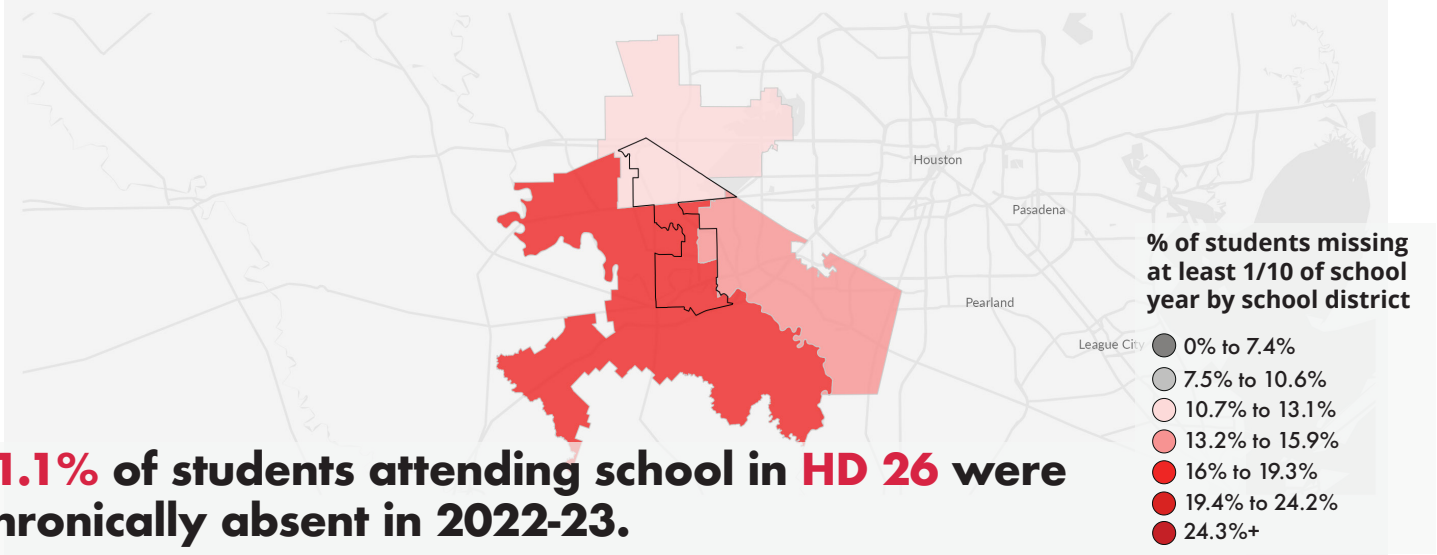 Houston
Pasadena
Pearland
League City
% of students missing
at least 1/10 of school
year by school district
0% to 7.4%
7.5% to 10.6%
10.7% to 13.1%
13.2% to 15.9%
16% to 19.3%
19.4% to 24.2%
24.3%+
1.1% of students attending school in HD 26 were
hronically absent in 2022-23.